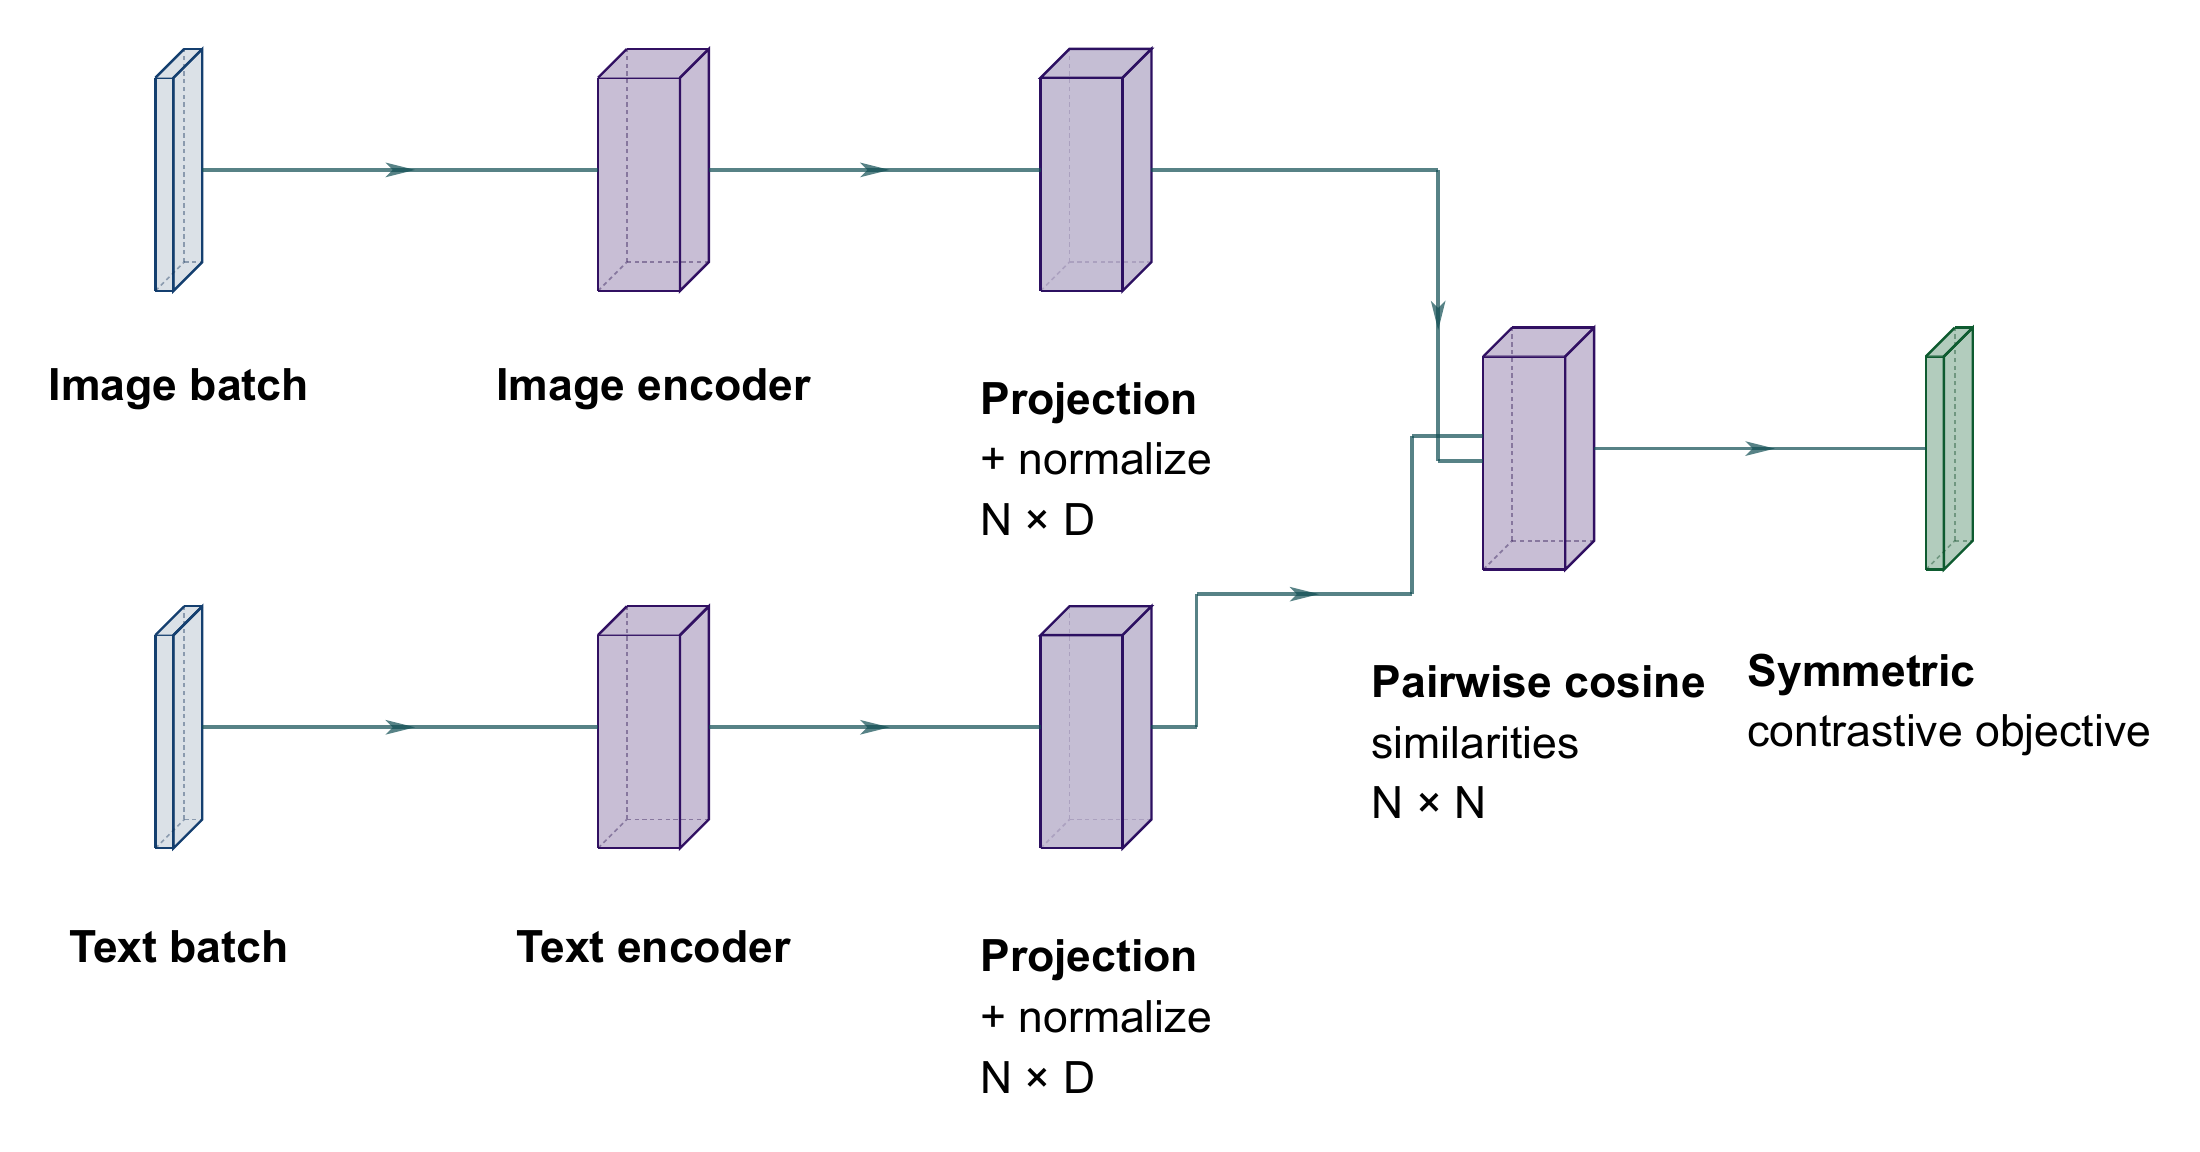 Image batch
Image encoder
Projection
+ normalize
N × D
Text batch
Text encoder
Projection
+ normalize
N × D
Pairwise cosine
similarities
N × N
Symmetric
contrastive objective